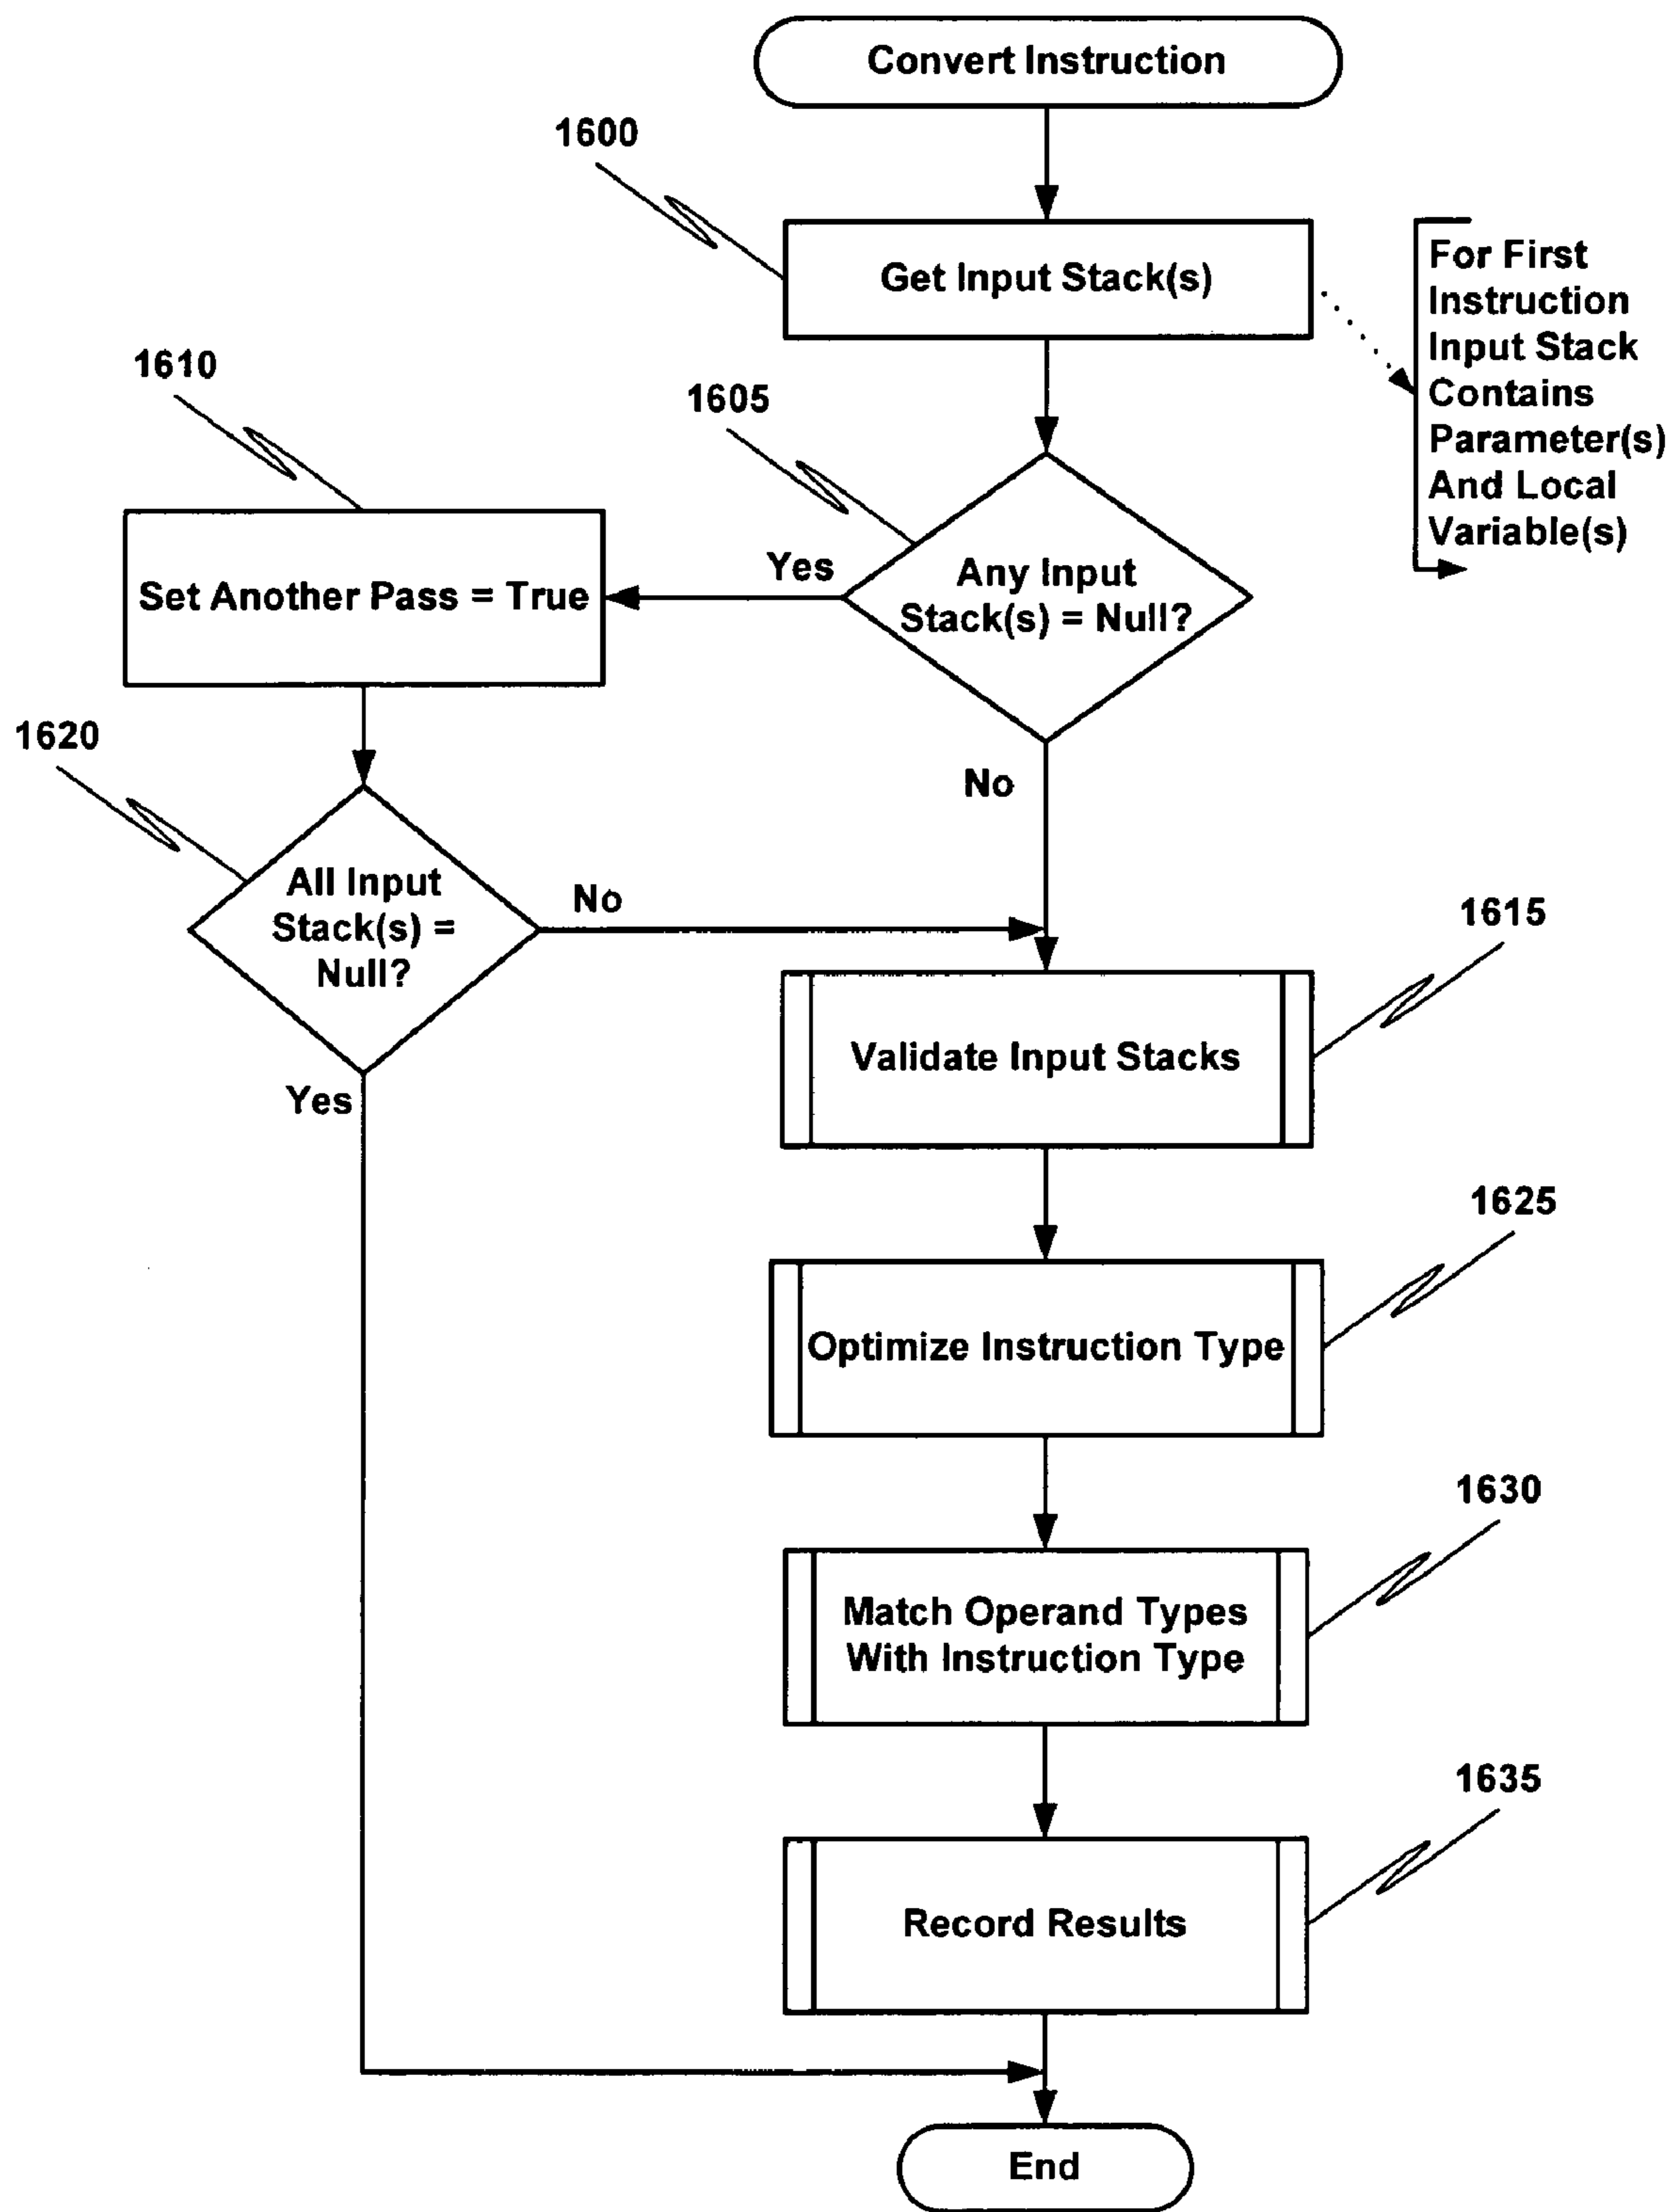 Convert Instruction
1600
Get Input Stack(s)
For First
Instruction
Input Stack
Contains
Parameter(s)
And Local
Variable(s)
1610
1605
Set Another Pass = True
Yes
Any Input
Stack(s) = Null?
1620
No
All Input
Stack(s) =
Null?
No
1615
Validate Input Stacks
Yes
1625
Optimize Instruction Type
1630
Match Operand Types
With Instruction Type
1635
Record Results
End